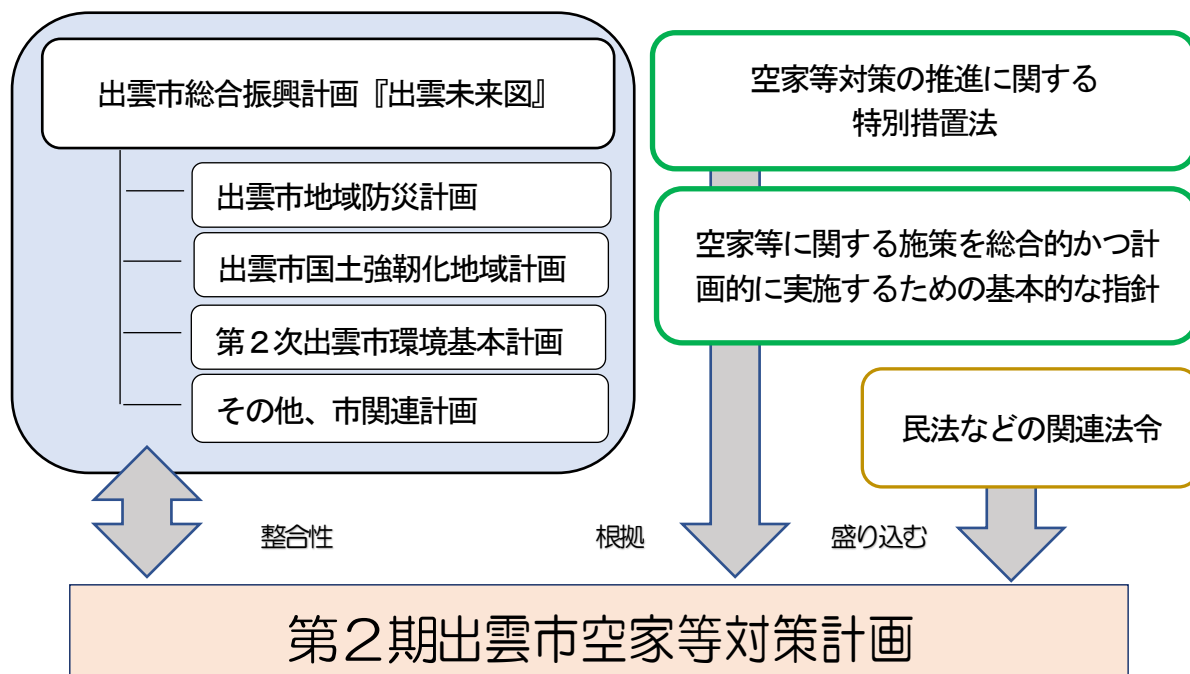 出雲市総合振興計画『出雲未来図』
出雲市地域防災計画
出雲市国土強靭化地域計画
第２次出雲市環境基本計画
その他、市関連計画
空家等対策の推進に関する
特別措置法
空家等に関する施策を総合的かつ計
画的に実施するための基本的な指針
民法などの関連法令
整合性
根拠
盛り込む
第２期出雲市空家等対策計画